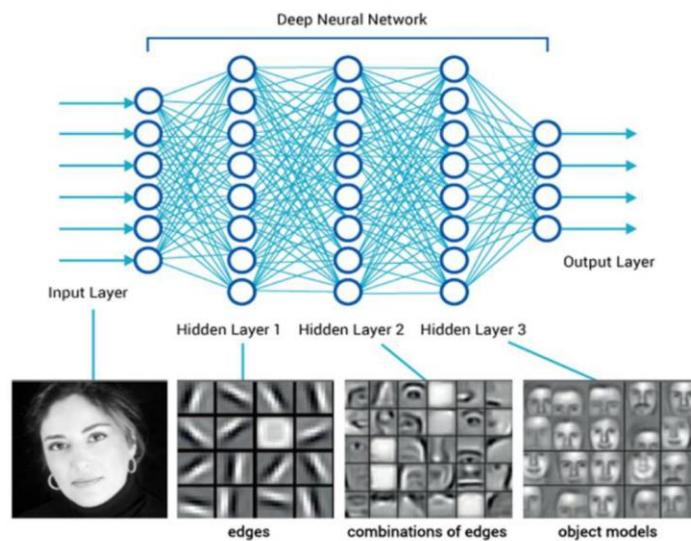 Deep Neural Network
Input Layer
Output Layer
Hidden Layer 1 Hidden Layer 2 Hidden Layer 3
edges
combinations of edges
object models